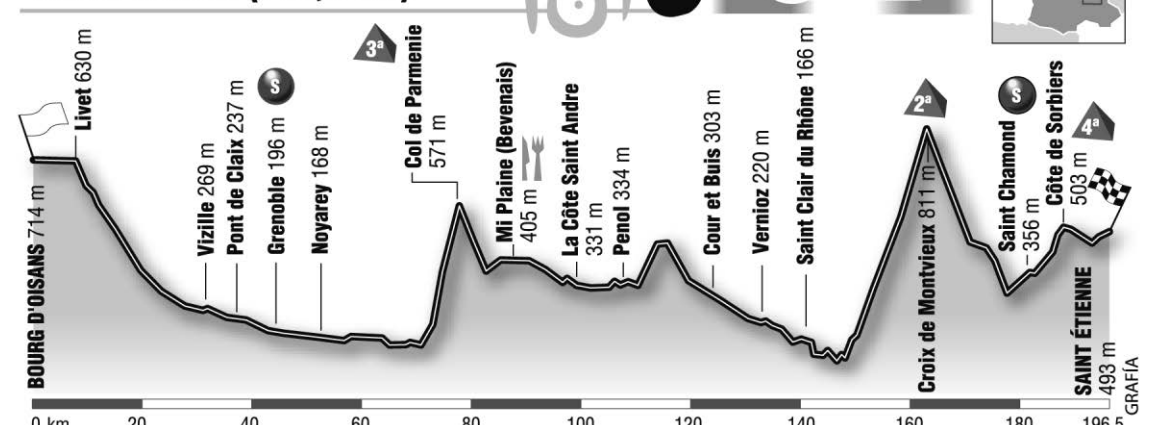 Livet 630 m
Vizille 269 m
Pont de Claix 237 m
S
Grenoble 196 m
Noyarey 168 m
3ª
Col de Parmenie
571 m
Mi Plaine (Bevenais)
405 m
La Côte Saint Andre
331 m
Penol 334 m
Cour et Buis 303 m
Vernioz 220 m
Saint Clair du Rhône 166 m
2ª
Croix de Montvieux 811 m
S
Saint Chamond
356 m
Côte de Sorbiers
503 m
4ª
BOURG D'OISANS 714 m
SAINT ÉTIENNE
493 m
GRAFÍA
0 km 20 40 60 80 100 120 140 160 180 196,5